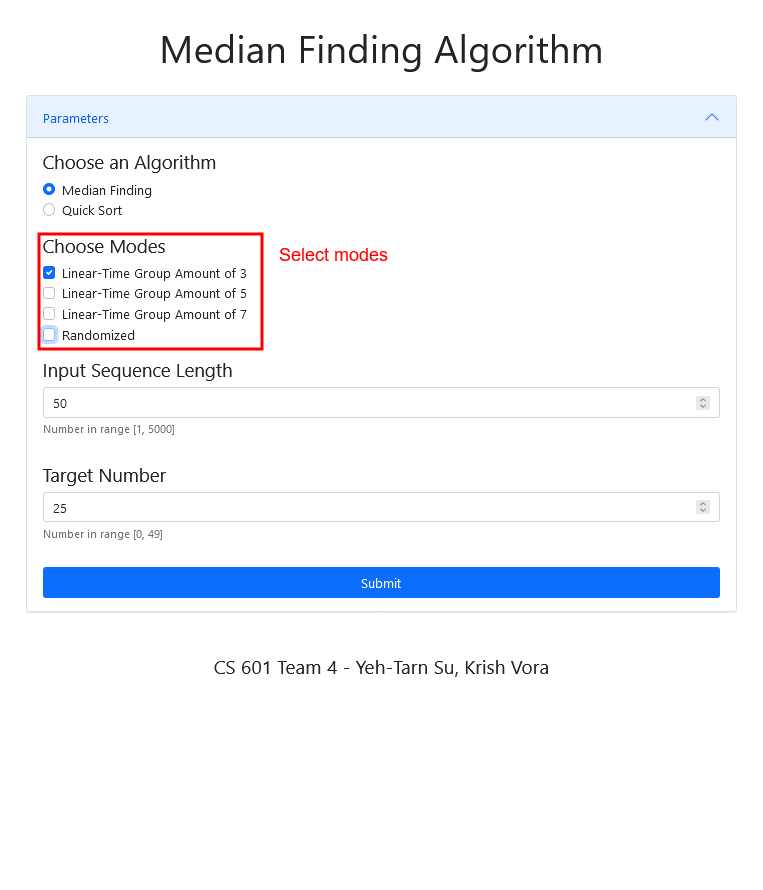 Median Finding Algorithm
Parameters
Choose an Algorithm
Median Finding
Quick Sort
Choose Modes
Select modes
Linear-Time Group Amount of 3
Linear-Time Group Amount of 5
Linear-Time Group Amount of 7
Randomized
Input Sequence Length
50
Number in range [1, 5000]
Target Number
25
Number in range [0, 49]
Submit
CS 601 Team 4 - Yeh-Tarn Su, Krish Vora